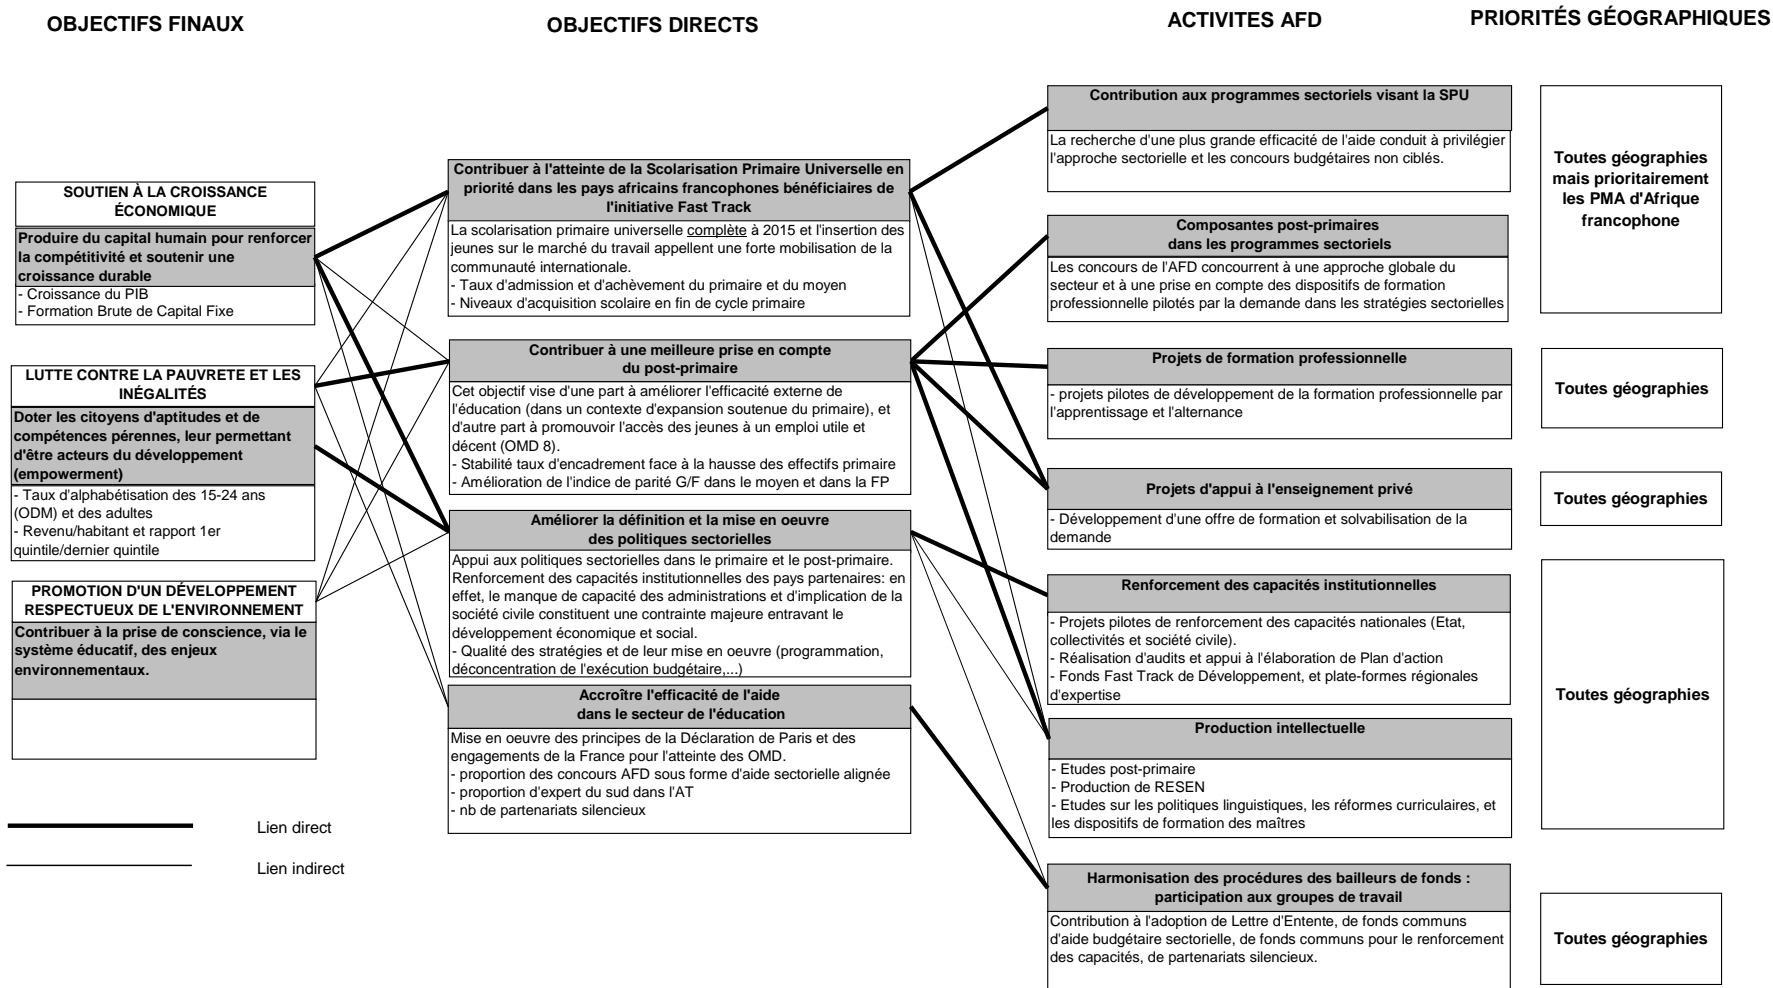 OBJECTIFS FINAUX
OBJECTIFS DIRECTS
ACTIVITES AFD
PRIORITÉS GÉOGRAPHIQUES
SOUTIEN À LA CROISSANCE
ÉCONOMIQUE
Produire du capital humain pour renforcer
la compétitivité et soutenir une
croissance durable
- Croissance du PIB
- Formation Brute de Capital Fixe
LUTTE CONTRE LA PAUVRETE ET LES
INÉGALITÉS
Doter les citoyens d'aptitudes et de
compétences pérennes, leur permettant
d'être acteurs du développement
(empowerment)
- Taux d'alphabétisation des 15-24 ans
(ODM) et des adultes
- Revenu/habitant et rapport 1er
quintile/dernier quintile
PROMOTION D'UN DÉVELOPPEMENT
RESPECTUEUX DE L'ENVIRONNEMENT
Contribuer à la prise de conscience, via le
système éducatif, des enjeux
environnementaux.
Lien direct
Lien indirect
Contribuer à l'atteinte de la Scolarisation Primaire Universelle en
priorité dans les pays africains francophones bénéficiaires de
l'initiative Fast Track
La scolarisation primaire universelle complète à 2015 et l'insertion des
jeunes sur le marché du travail appellent une forte mobilisation de la
communauté internationale.
- Taux d'admission et d'achèvement du primaire et du moyen
- Niveaux d'acquisition scolaire en fin de cycle primaire
Contribuer à une meilleure prise en compte
du post-primaire
Cet objectif vise d'une part à améliorer l'efficacité externe de
l'éducation (dans un contexte d'expansion soutenue du primaire), et
d'autre part à promouvoir l'accès des jeunes à un emploi utile et
décent (OMD 8).
- Stabilité taux d'encadrement face à la hausse des effectifs primaire
- Amélioration de l'indice de parité G/F dans le moyen et dans la FP
Améliorer la définition et la mise en oeuvre
des politiques sectorielles
Appui aux politiques sectorielles dans le primaire et le post-primaire.
Renforcement des capacités institutionnelles des pays partenaires: en
effet, le manque de capacité des administrations et d'implication de la
société civile constituent une contrainte majeure entravant le
développement économique et social.
- Qualité des stratégies et de leur mise en oeuvre (programmation,
déconcentration de l'exécution budgétaire,...)
Accroître l'efficacité de l'aide
dans le secteur de l'éducation
Mise en oeuvre des principes de la Déclaration de Paris et des
engagements de la France pour l'atteinte des OMD.
- proportion des concours AFD sous forme d'aide sectorielle alignée
- proportion d'expert du sud dans l'AT
- nb de partenariats silencieux
Contribution aux programmes sectoriels visant la SPU
La recherche d'une plus grande efficacité de l'aide conduit à privilégier
l'approche sectorielle et les concours budgétaires non ciblés.
Composantes post-primaires
dans les programmes sectoriels
Les concours de l'AFD concourrent à une approche globale du
secteur et à une prise en compte des dispositifs de formation
professionnelle pilotés par la demande dans les stratégies sectorielles
Projets de formation professionnelle
- projets pilotes de développement de la formation professionnelle par
l'apprentissage et l'alternance
Projets d'appui à l'enseignement privé
- Développement d'une offre de formation et solvabilisation de la
demande
Renforcement des capacités institutionnelles
- Projets pilotes de renforcement des capacités nationales (Etat,
collectivités et société civile).
- Réalisation d'audits et appui à l'élaboration de Plan d'action
- Fonds Fast Track de Développement, et plate-formes régionales
d'expertise
Production intellectuelle
- Etudes post-primaire
- Production de RESEN
- Etudes sur les politiques linguistiques, les réformes curriculaires, et
les dispositifs de formation des maîtres
Harmonisation des procédures des bailleurs de fonds :
participation aux groupes de travail
Contribution à l'adoption de Lettre d'Entente, de fonds communs
d'aide budgétaire sectorielle, de fonds communs pour le renforcement
des capacités, de partenariats silencieux.
Toutes géographies
mais prioritairement
les PMA d'Afrique
francophone
Toutes géographies
Toutes géographies
Toutes géographies
Toutes géographies